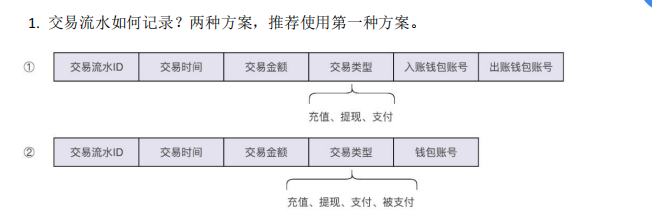 1. 交易流水如何记录？两种方案，推荐使用第一种方案。
① 交易流水ID 交易时间 交易金额 交易类型 入账钱包账号 出账钱包账号
充值、提现、支付
② 交易流水ID 交易时间 交易金额 交易类型 钱包账号
充值、提现、支付、被支付